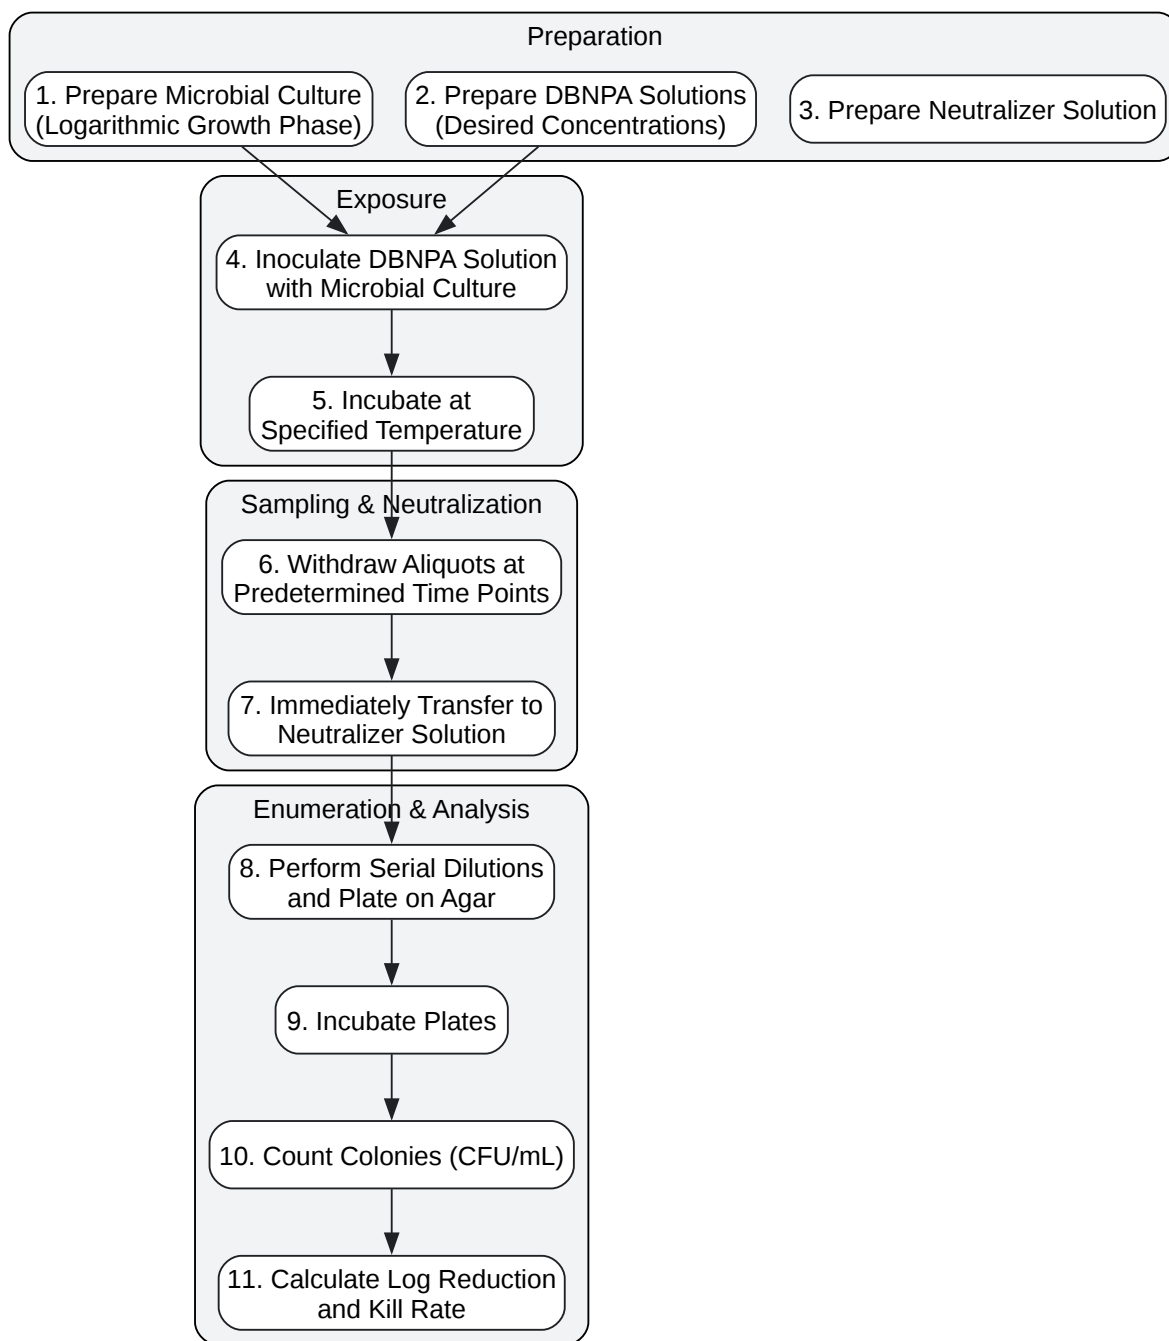 Preparation
1. Prepare Microbial Culture
(Logarithmic Growth Phase)
2. Prepare DBNPA Solutions
(Desired Concentrations)
3. Prepare Neutralizer Solution
Exposure
4. Inoculate DBNPA Solution
with Microbial Culture
5. Incubate at
Specified Temperature
Sampling & Neutralization
6. Withdraw Aliquots at
Predetermined Time Points
7. Immediately Transfer to
Neutralizer Solution
Enumeration & Analysis
8. Perform Serial Dilutions
and Plate on Agar
9. Incubate Plates
10. Count Colonies (CFU/mL)
11. Calculate Log Reduction
and Kill Rate